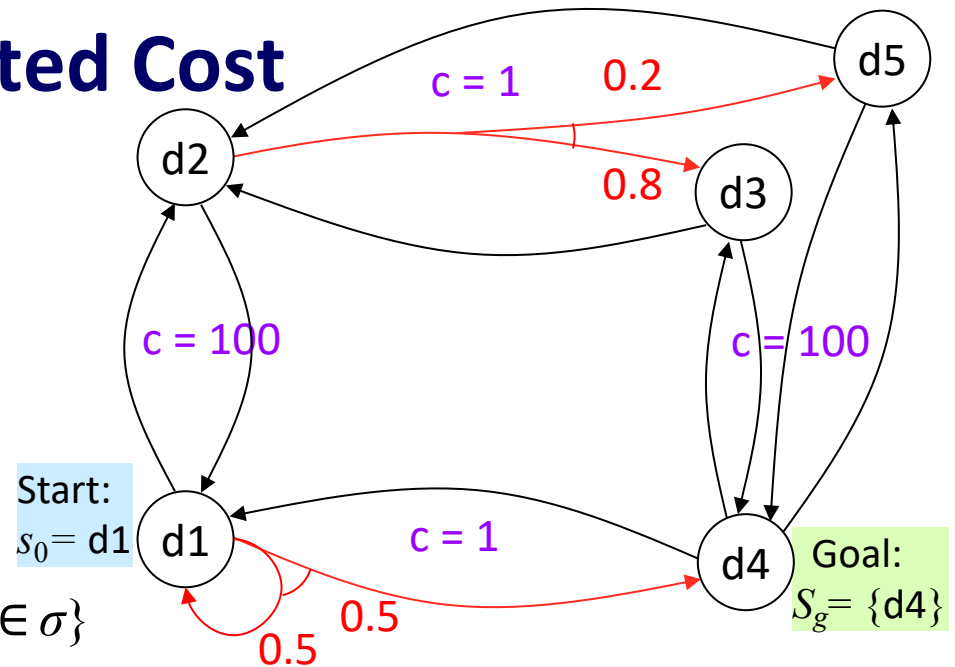 ted Cost
d5
c = 1
0.2
d2
0.8
d3
c = 100
c = 100
Start:
s₀= d1
d1
c = 1
d4
Goal:
S_g= {d4}
∈ σ}
0.5
0.5